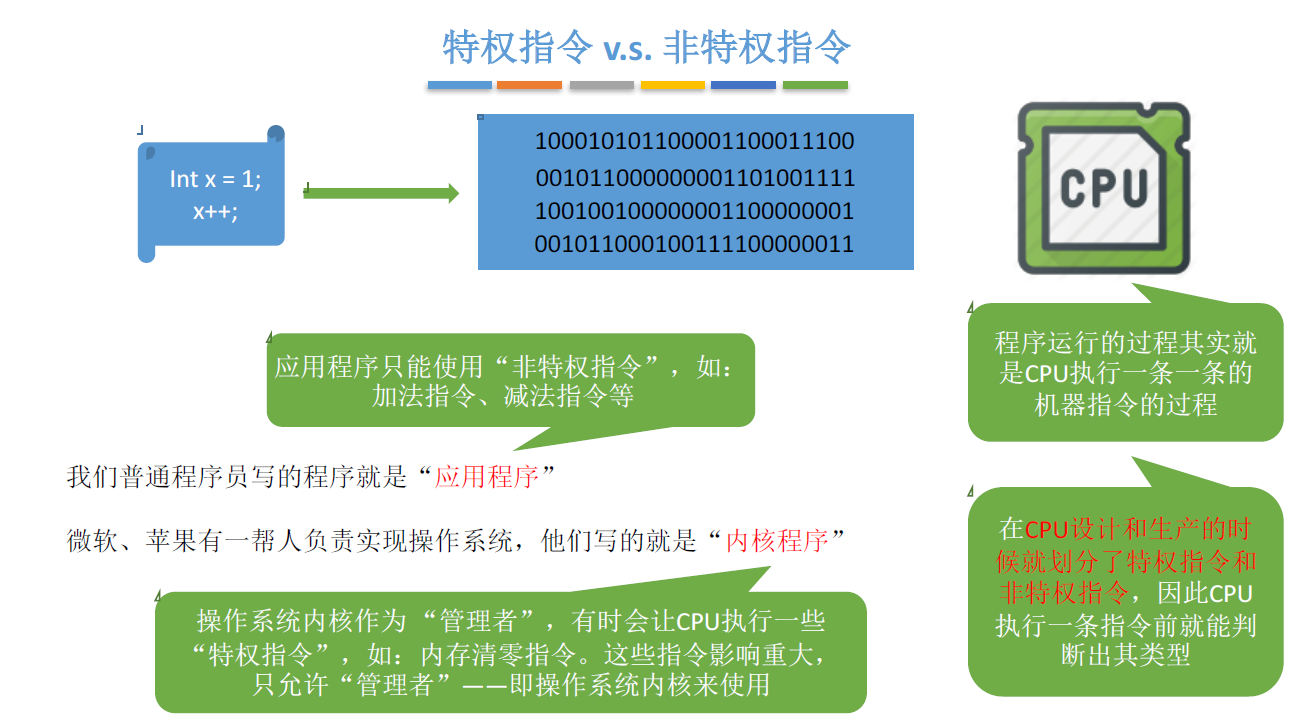 特权指令 v.s. 非特权指令
Int x = 1;
x++;
100010101100001100011100
001011000000001101001111
100100100000001100000001
001011000100111100000011
CPU
程序运行的过程其实就
是CPU执行一条一条的
机器指令的过程
应用程序只能使用“非特权指令”，如：
加法指令、减法指令等
我们普通程序员写的程序就是“应用程序”
微软、苹果有一帮人负责实现操作系统，他们写的就是“内核程序”
在CPU设计和生产的时
候就划分了特权指令和
非特权指令，因此CPU
执行一条指令前就能判
断出其类型
操作系统内核作为 “管理者”，有时会让CPU执行一些
“特权指令”，如：内存清零指令。这些指令影响重大，
只允许“管理者”——即操作系统内核来使用